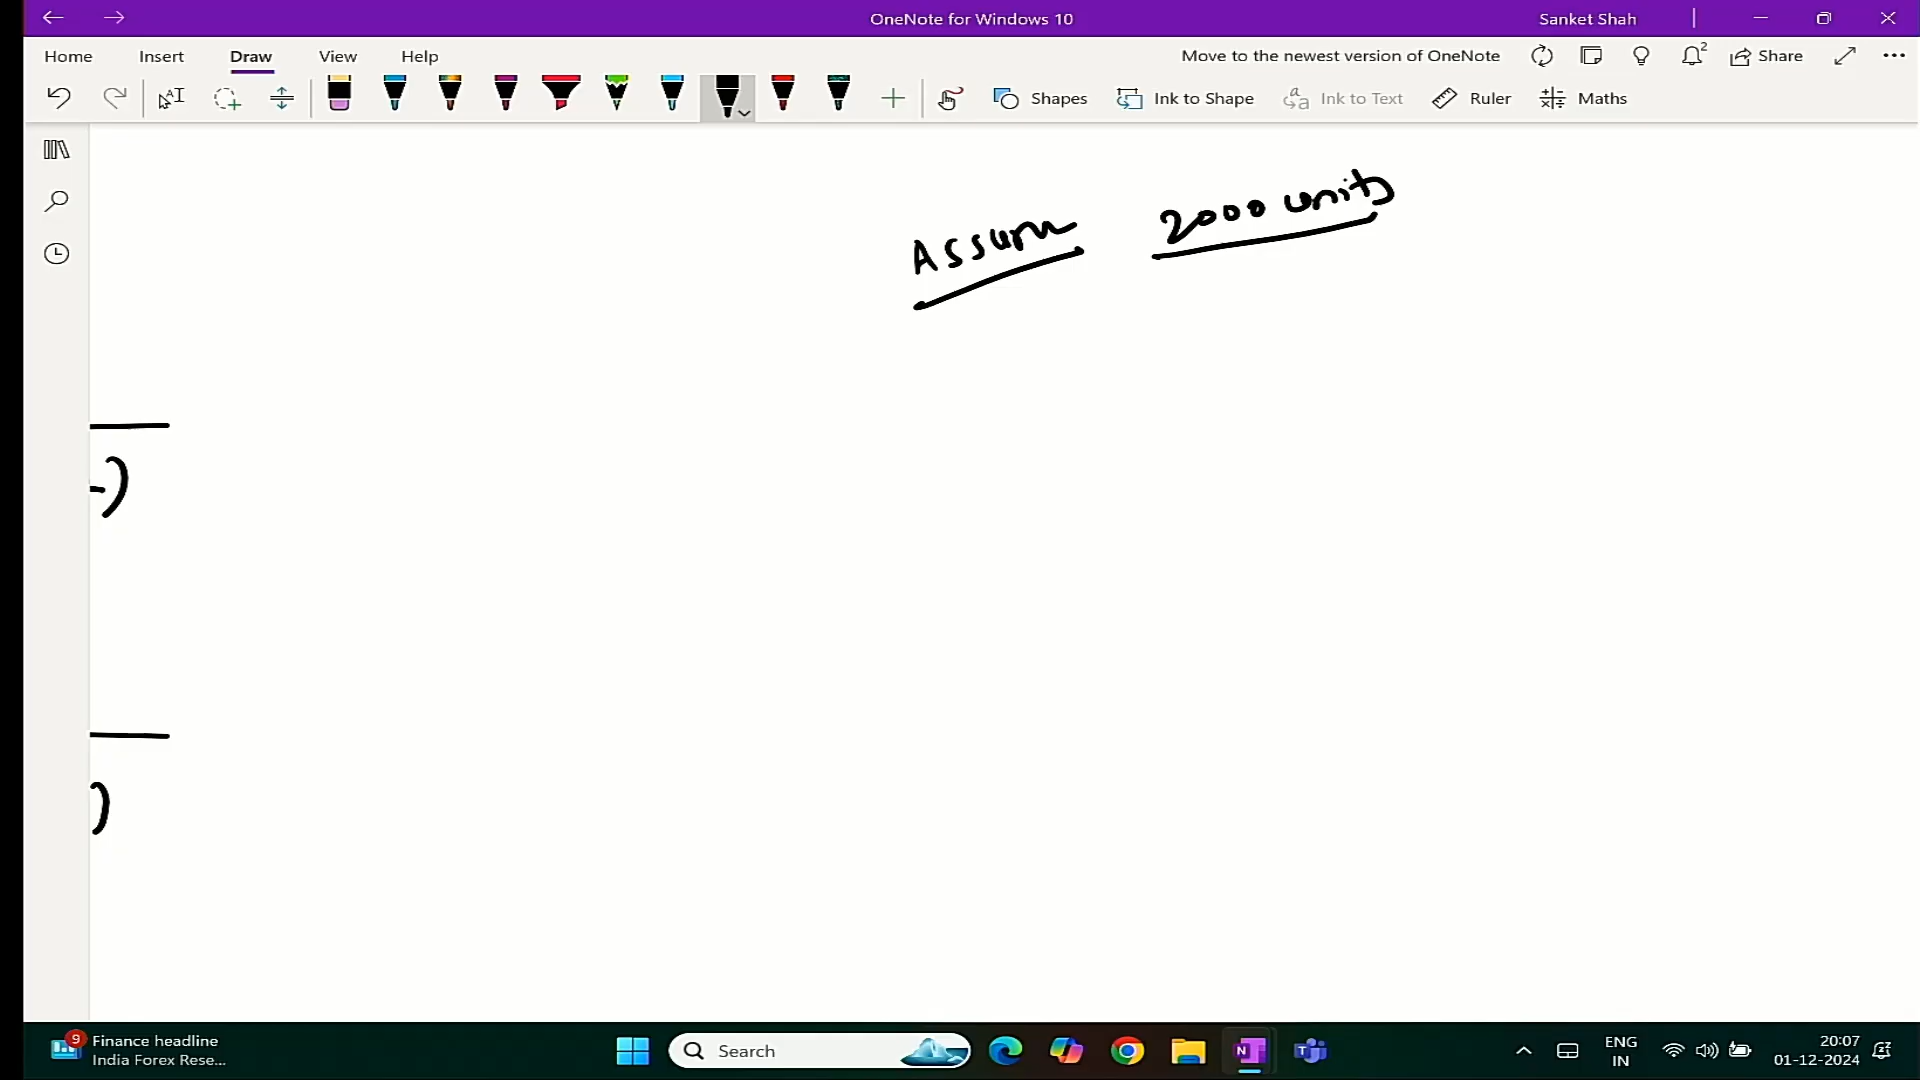 OneNote for Windows 10
Sanket Shah
Home Insert Draw View Help
Move to the newest version of OneNote
2
Share
Shapes Ink to Shape Ink to Text Ruler Maths
Assum 2000 units
-)
)
9
Finance headline
India Forex Rese...
Search
ENG
IN
20:07
01-12-2024